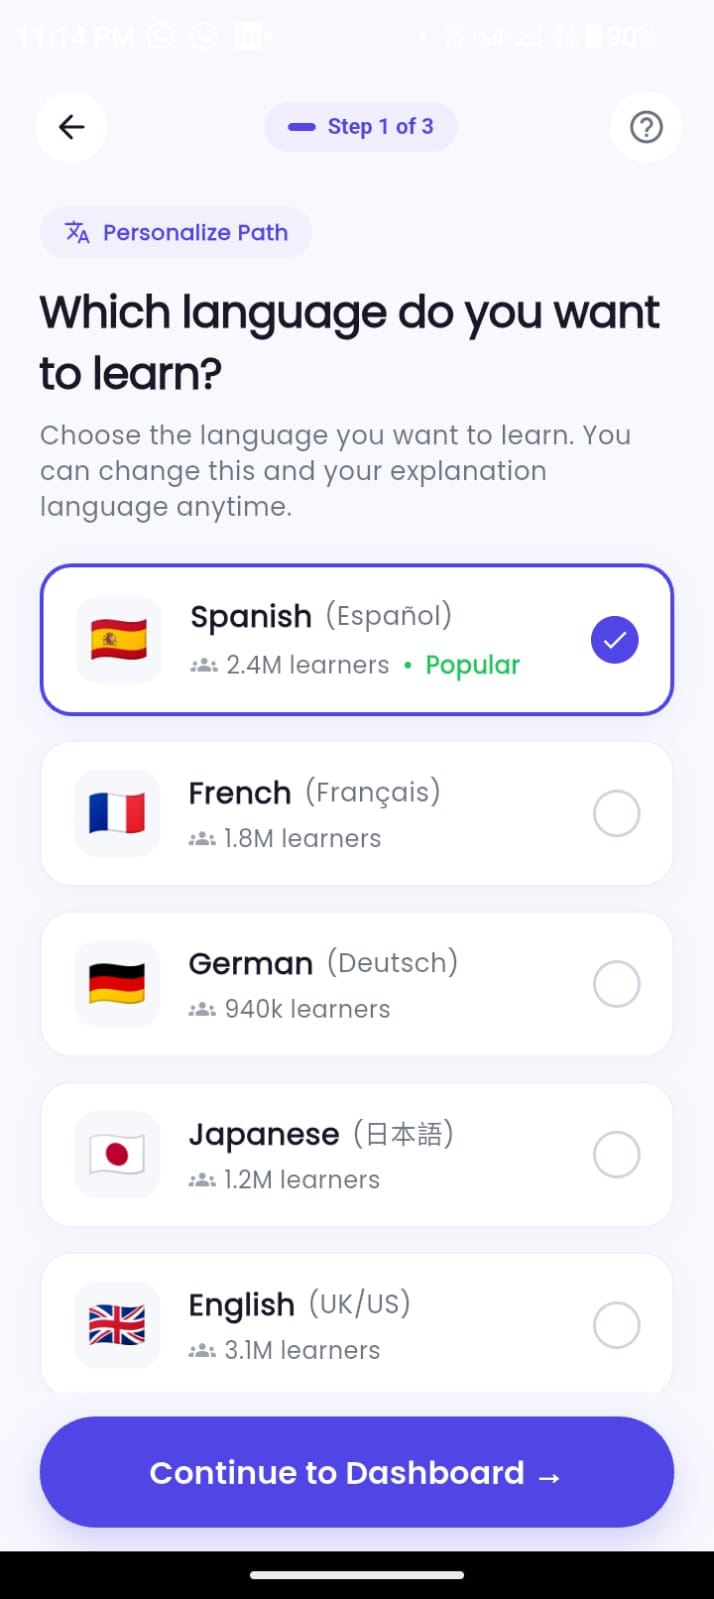 11:14 PM 90%
Step 1 of 3
Personalize Path
Which language do you want
to learn?
Choose the language you want to learn. You
can change this and your explanation
language anytime.
Spanish (Español)
2.4M learners • Popular
French (Français)
1.8M learners
German (Deutsch)
940k learners
Japanese (日本語)
1.2M learners
English (UK/US)
3.1M learners
Continue to Dashboard →